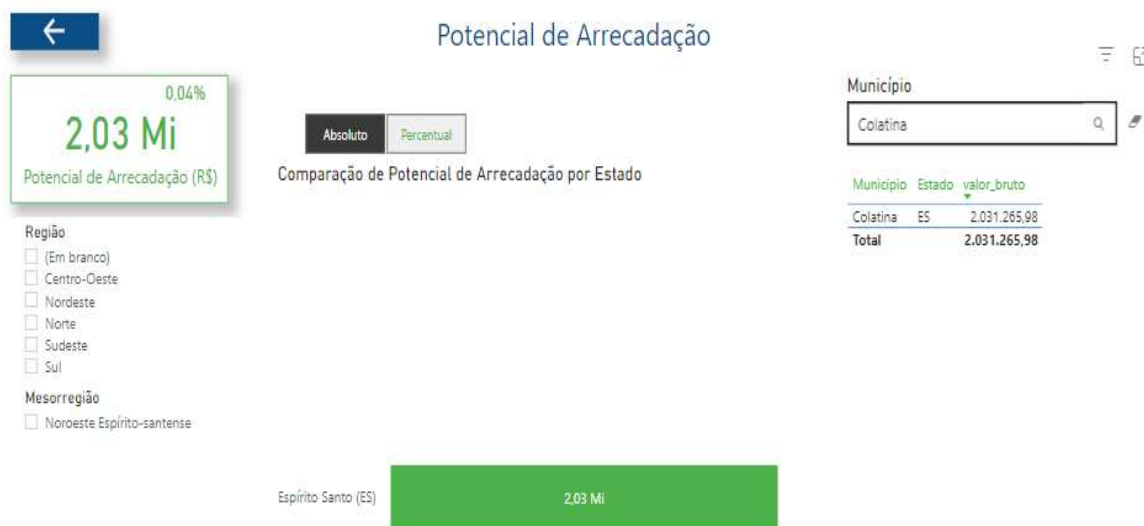 Potencial de Arrecadação
0,04%
2,03 Mi
Potencial de Arrecadação (R$)
Região
(Em branco)
Centro-Oeste
Nordeste
Norte
Sudeste
Sul
Mesorregião
Noroeste Espírito-santense
Absoluto Percentual
Comparação de Potencial de Arrecadação por Estado
Espírito Santo (ES) 2,03 Mi
Município
Colatina
Municipio Estado valor_bruto
Colatina ES 2.031.265,98
Total 2.031.265,98